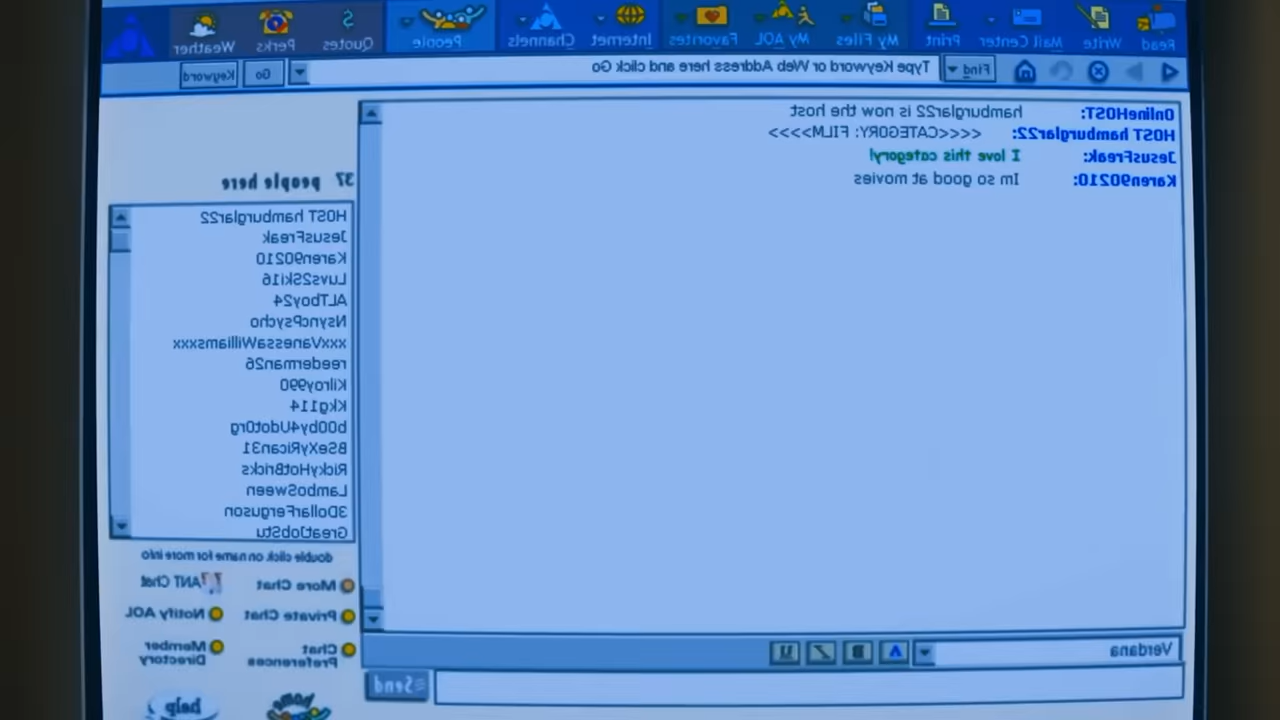 Read Write Mail Center Print My Files My AOL Favorites Internet Channels People Quotes Perks Weather
Find Type Keyword or Web Address here and click Go Go Keyword
OnlineHOST: hamburglar22 is now the host
HOST hamburglar22: <<<<CATEGORY: FILM>>>>
JesusFreak: I love this category!
Karen90210: Im so good at movies
37 people here
HOST hamburglar22
JesusFreak
Karen90210
Luvs2Ski16
ALTboy24
NsyncPsycho
xxxVanessaWilliamsxxx
reederman26
Kilroy990
Kkg114
b00by4Udot0rg
BSeXyRican31
RickyHotBricks
LamboSween
3DollarFerguson
GreatJobStu
double click on name for more info
More Chat
Private Chat Notify AOL
Chat Preferences
Member Directory
Verdana A B I U
Send
home help